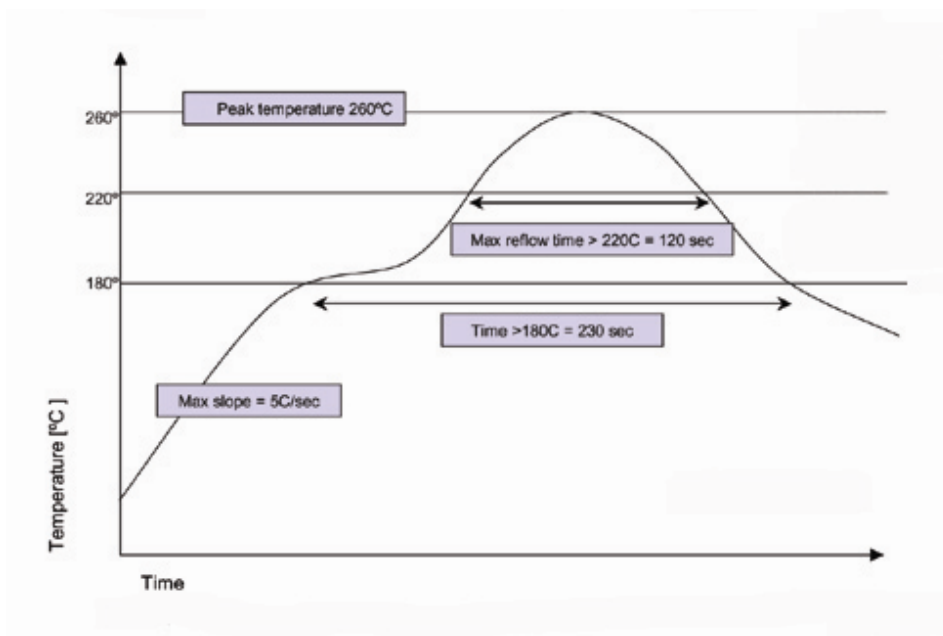 Peak temperature 260ºC
260º
220º
Max reflow time > 220C = 120 sec
180º
Time >180C = 230 sec
Max slope = 5C/sec
Temperature [ºC ]
Time